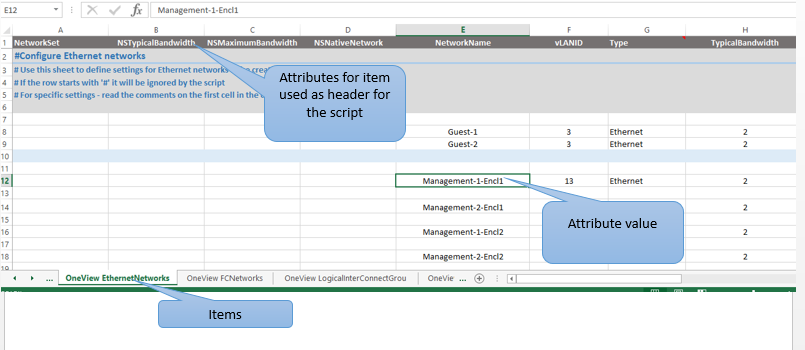 E12 Management-1-Encl1
A B C D E F G H
1 NetworkSet NSTypicalBandwidth NSMaximumBandwidth NSNativeNetwork NetworkName vLANID Type TypicalBandwidth
2 #Configure Ethernet networks
3 # Use this sheet to define settings for Ethernet networks
4 # If the row starts with '#' it will be ignored by the script
5 # For specific settings - read the comments on the first cell in the
6
7
8 Guest-1 3 Ethernet 2
9 Guest-2 3 Ethernet 2
10
11
12 Management-1-Encl1 13 Ethernet 2
13
14 Management-2-Encl1 2
15
16 Management-1-Encl2 2
17
18 Management-2-Encl2 2
19
Attributes for item
used as header for
the script
Attribute value
... OneView EthernetNetworks OneView FCNetworks OneView LogicalInterConnectGrou OneVie ...
Items